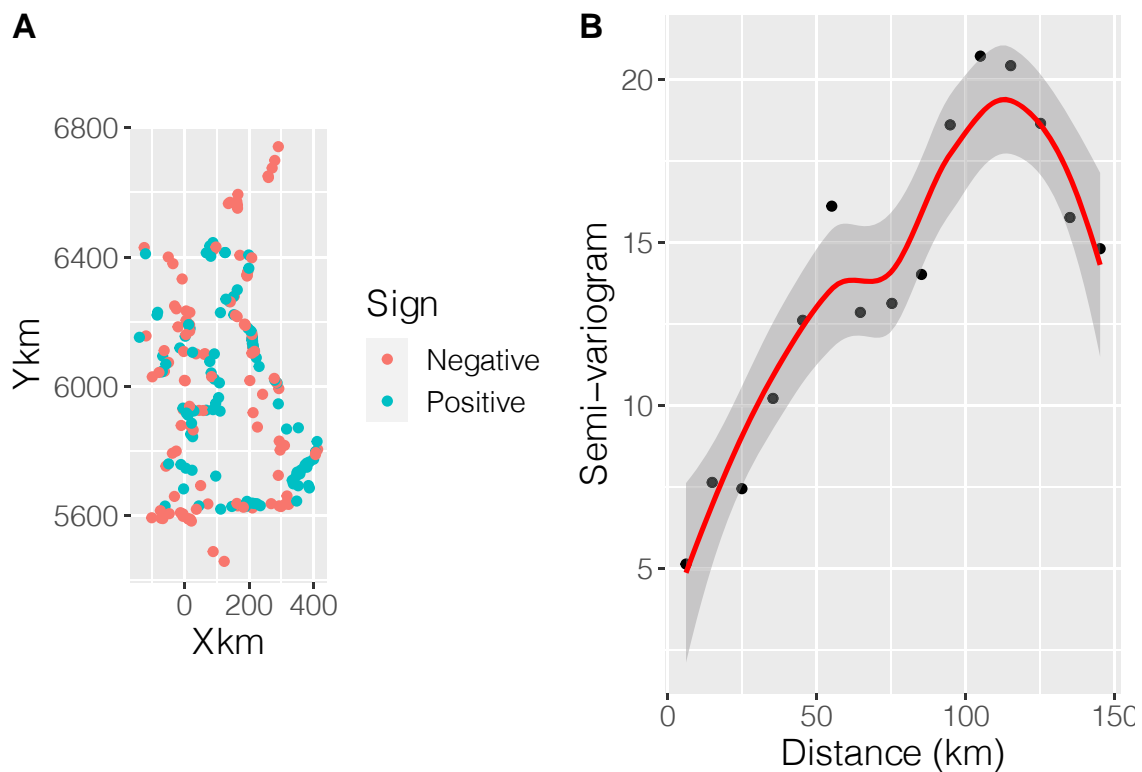 A
6800
6400
6000
5600
Ykm
0 200 400
Xkm
Sign
Negative
Positive
B
20
15
10
5
Semi−variogram
0 50 100 150
Distance (km)